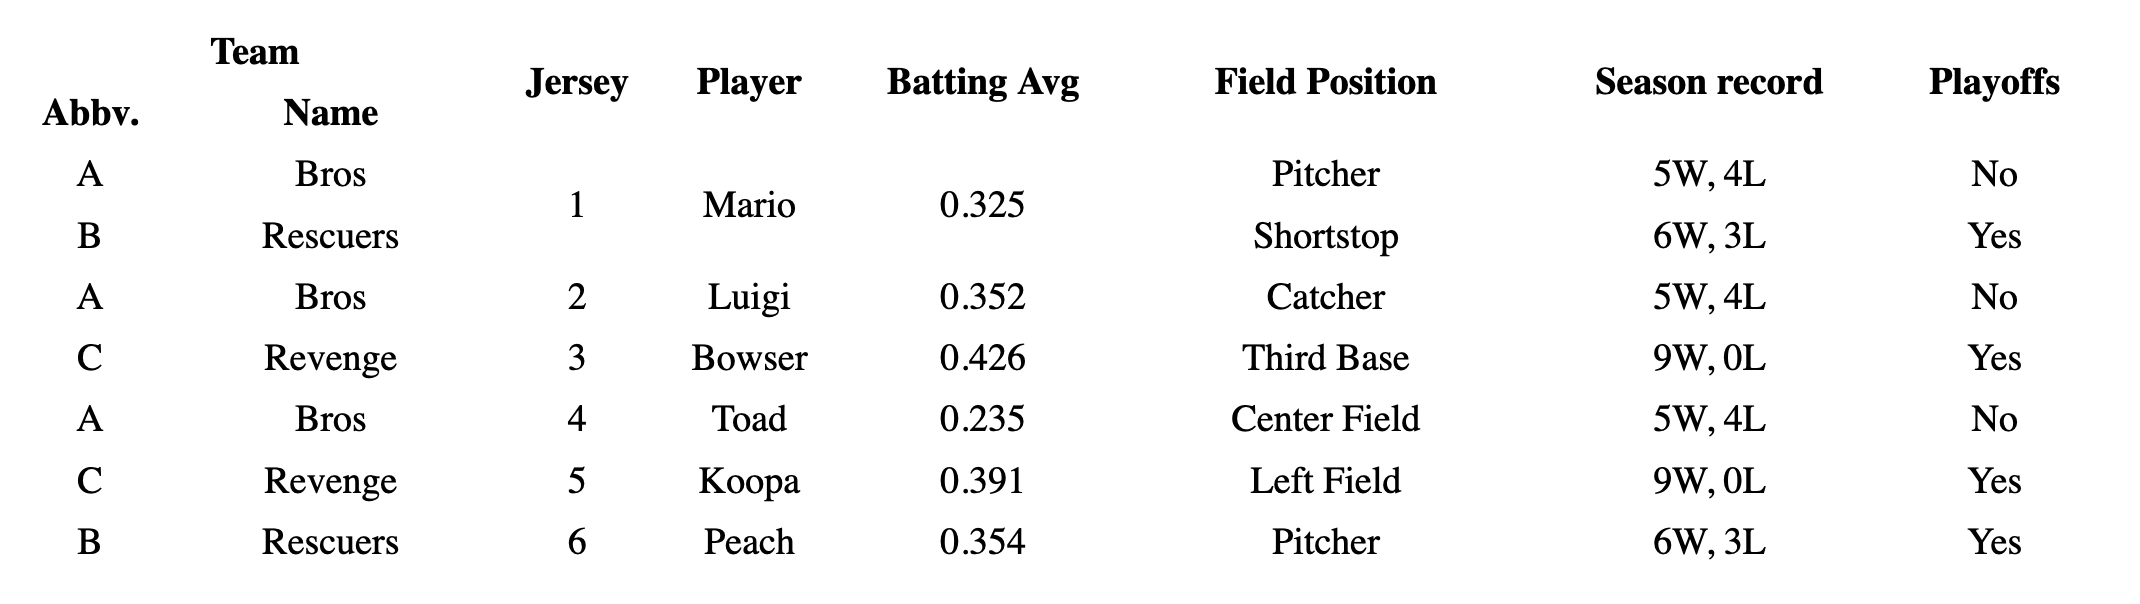 Team Jersey Player Batting Avg Field Position Season record Playoffs
Abbv. Name
A Bros 1 Mario 0.325 Pitcher 5W, 4L No
B Rescuers Shortstop 6W, 3L Yes
A Bros 2 Luigi 0.352 Catcher 5W, 4L No
C Revenge 3 Bowser 0.426 Third Base 9W, 0L Yes
A Bros 4 Toad 0.235 Center Field 5W, 4L No
C Revenge 5 Koopa 0.391 Left Field 9W, 0L Yes
B Rescuers 6 Peach 0.354 Pitcher 6W, 3L Yes